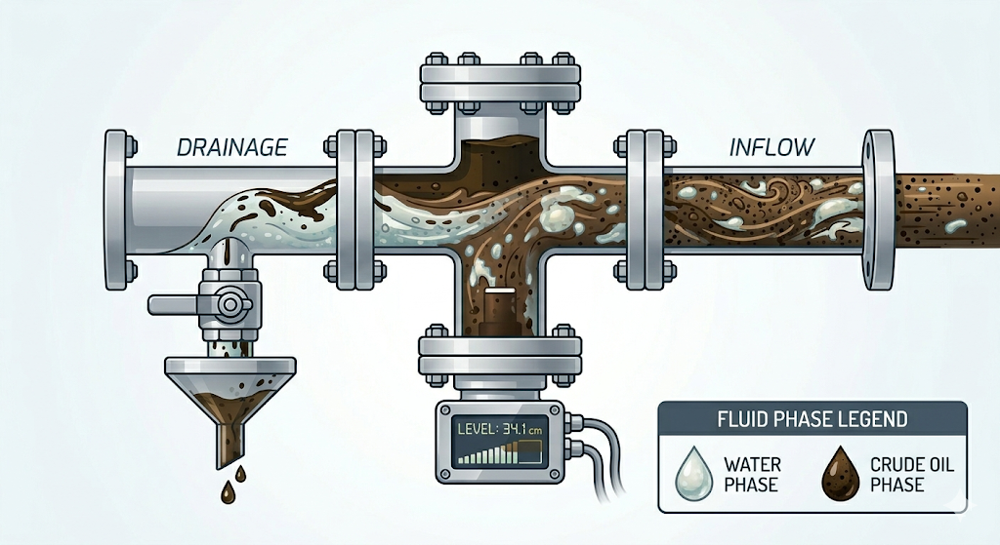 DRAINAGE
INFLOW
LEVEL: 34.1 cm
FLUID PHASE LEGEND
WATER
PHASE
CRUDE OIL
PHASE